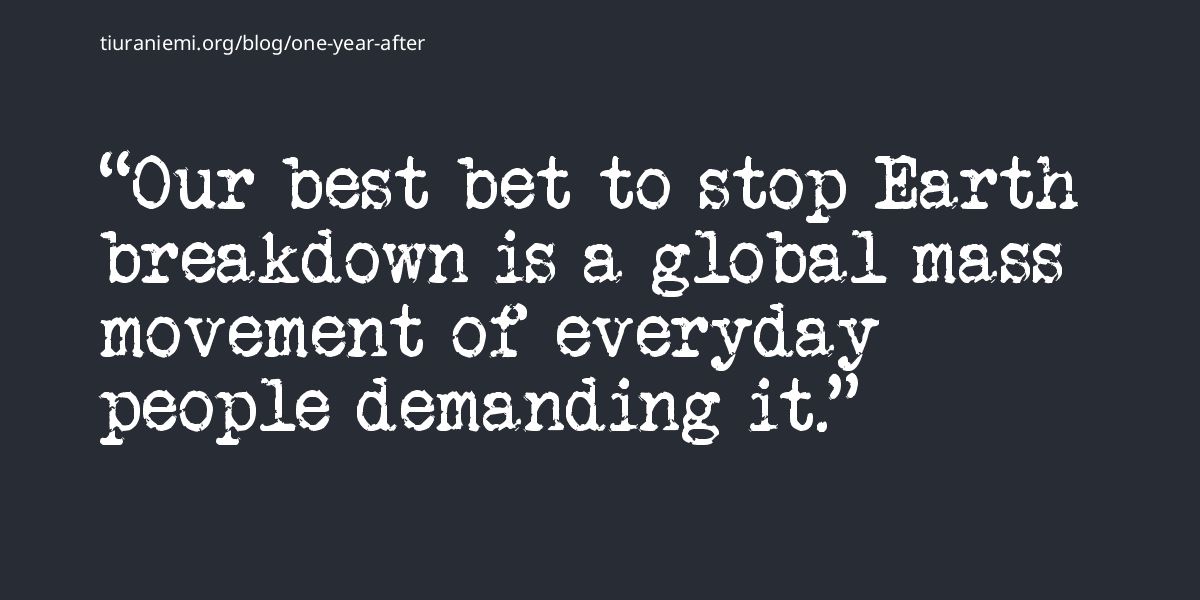 tiuraniemi.org/blog/one-year-after
“Our best bet to stop Earth
breakdown is a global mass
movement of everyday
people demanding it.”